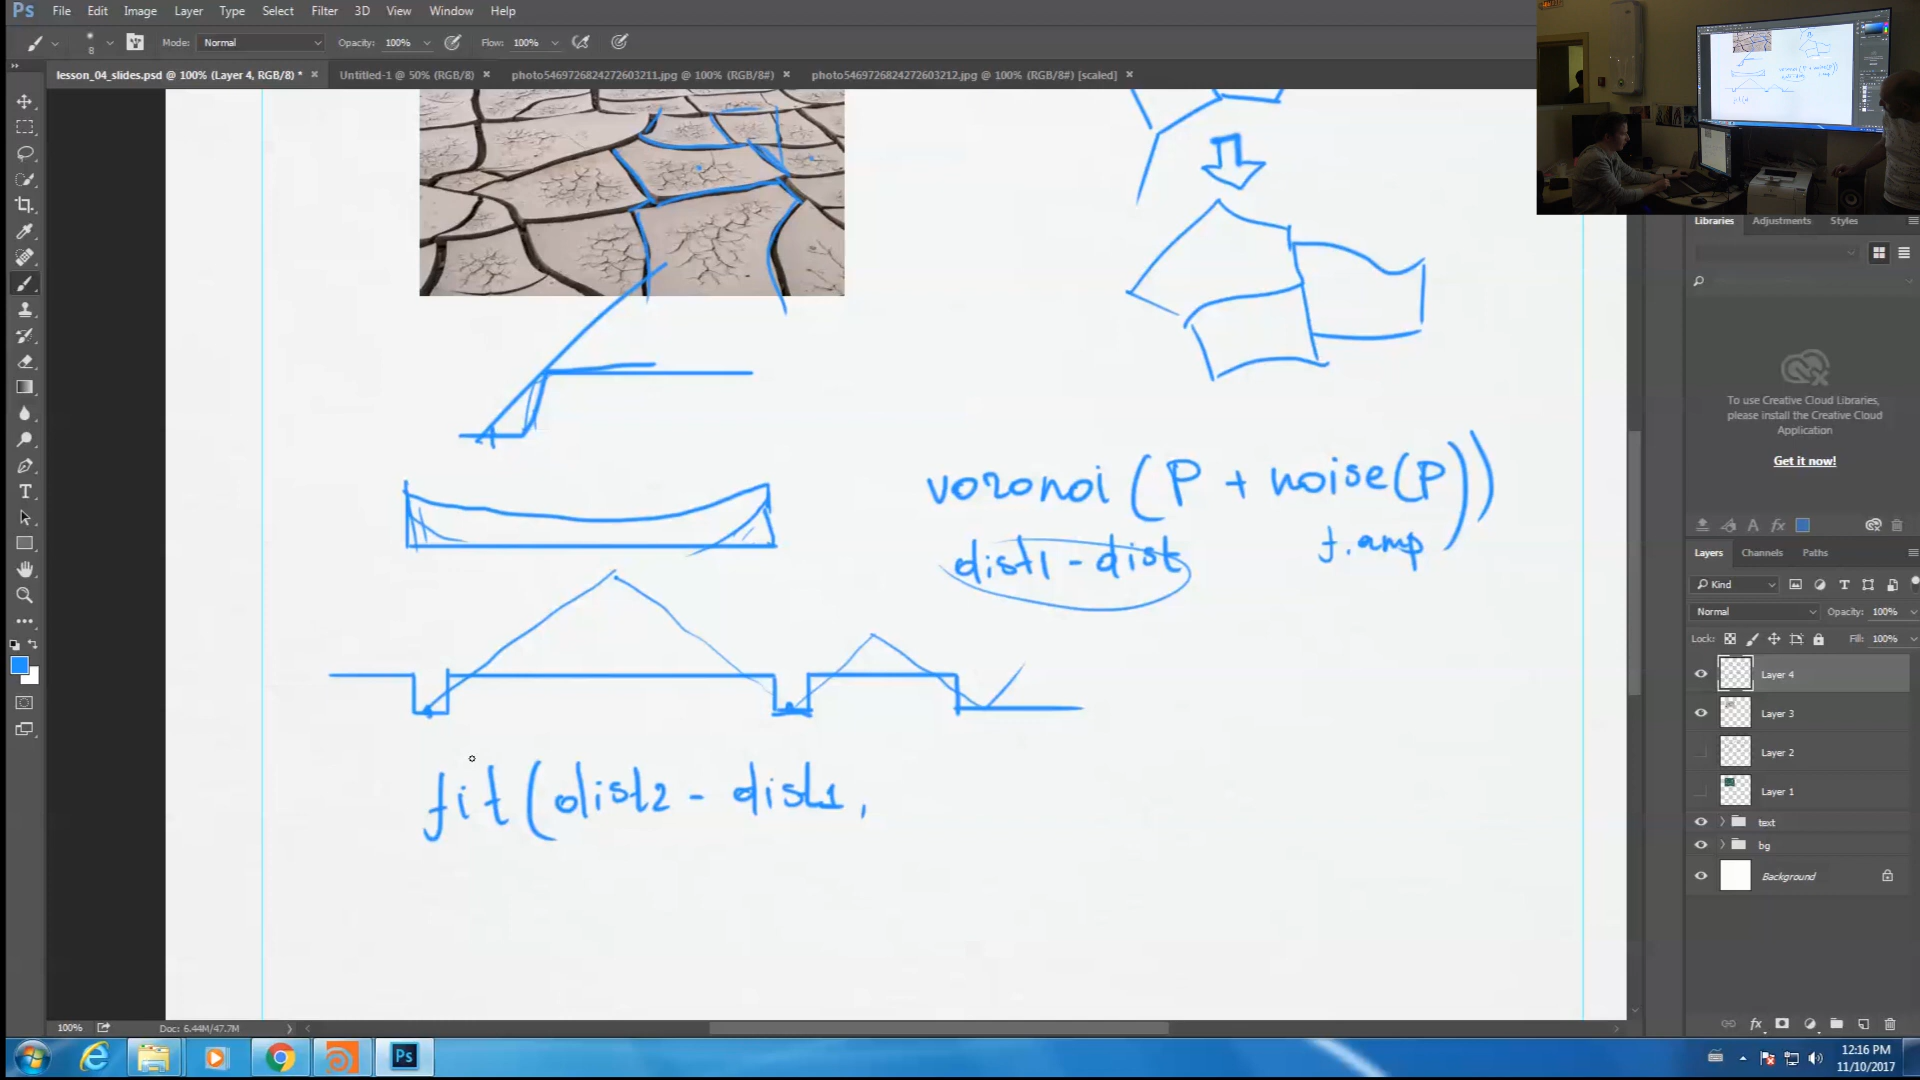 Ps File Edit Image Layer Type Select Filter 3D View Window Help
8 Mode: Normal Opacity: 100% Flow: 100%
lesson_04_slides.psd @ 100% (Layer 4, RGB/8) * × Untitled-1 @ 50% (RGB/8) × photo5469726824272603211.jpg @ 100% (RGB/8#) × photo5469726824272603212.jpg @ 100% (RGB/8#) [scaled] ×
Libraries Adjustments Styles
To use Creative Cloud Libraries,
please install the Creative Cloud
Application
Get it now!
voronoi (P + noise(P))
f.amp
dist1 - dist
fit (dist2 - dist1,
Layers Channels Paths
Kind
Normal Opacity: 100%
Lock: Fill: 100%
Layer 4
Layer 3
Layer 2
Layer 1
text
bg
Background
100% Doc: 6.44M/47.7M
Ps
12:16 PM
11/10/2017